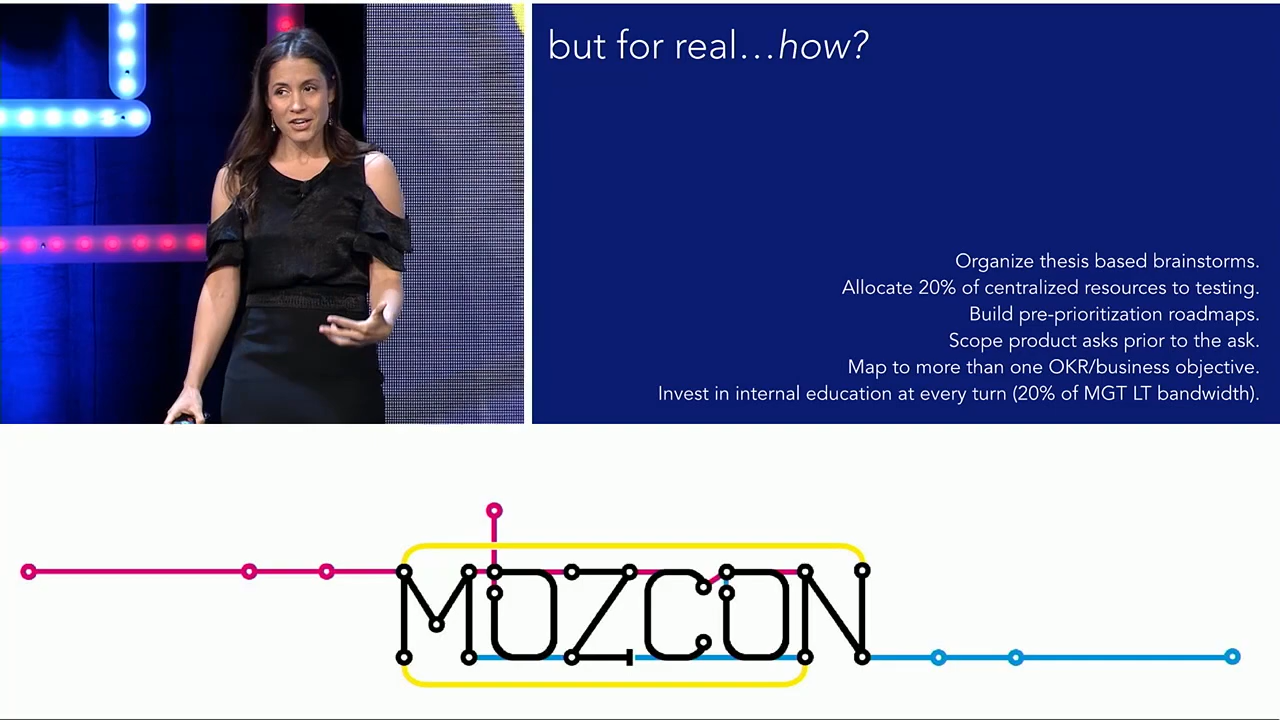 but for real...how?
Organize thesis based brainstorms.
Allocate 20% of centralized resources to testing.
Build pre-prioritization roadmaps.
Scope product asks prior to the ask.
Map to more than one OKR/business objective.
Invest in internal education at every turn (20% of MGT LT bandwidth).
MOZCON